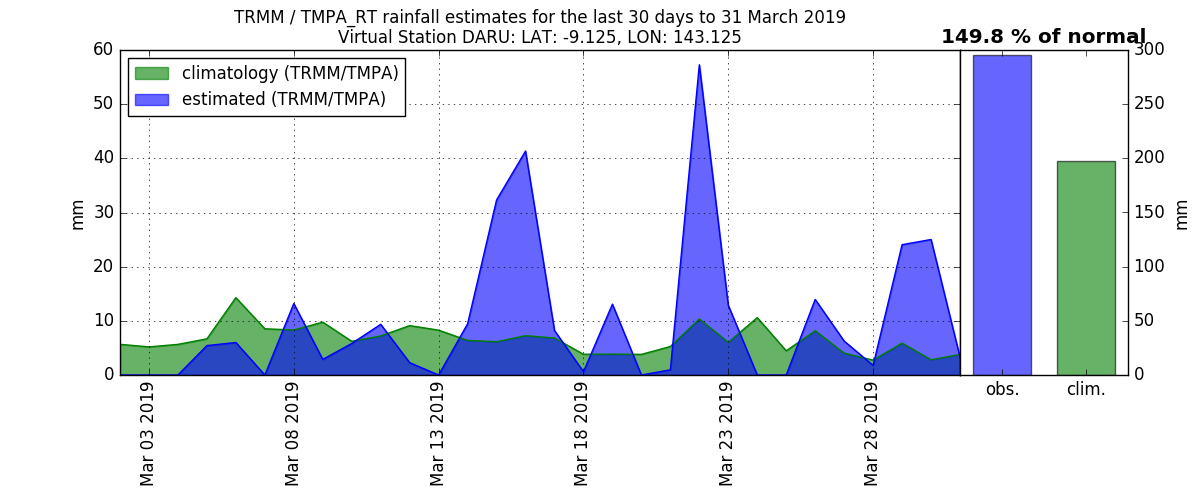 TRMM / TMPA_RT rainfall estimates for the last 30 days to 31 March 2019
Virtual Station DARU: LAT: -9.125, LON: 143.125
149.8 % of normal
climatology (TRMM/TMPA)
estimated (TRMM/TMPA)
60
50
40
30
20
10
0
mm
Mar 03 2019
Mar 08 2019
Mar 13 2019
Mar 18 2019
Mar 23 2019
Mar 28 2019
300
250
200
150
100
50
0
mm
obs.
clim.